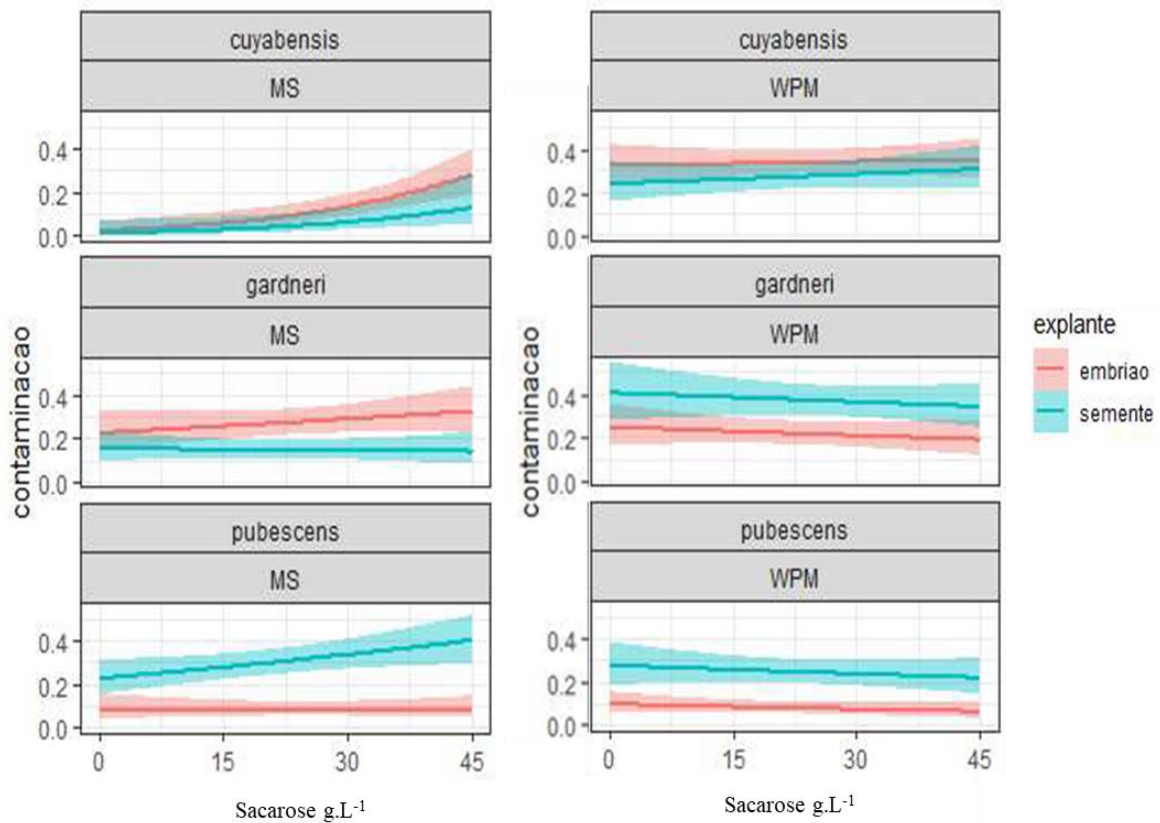 cuyabensis
MS
0.4
0.2
0.0
gardneri
MS
0.4
0.2
0.0
pubescens
MS
0.4
0.2
0.0
0 15 30 45
contaminacao
Sacarose g.L-1
cuyabensis
WPM
0.4
0.2
0.0
gardneri
WPM
0.4
0.2
0.0
pubescens
WPM
0.4
0.2
0.0
0 15 30 45
contaminacao
Sacarose g.L-1
explante
embriao
semente